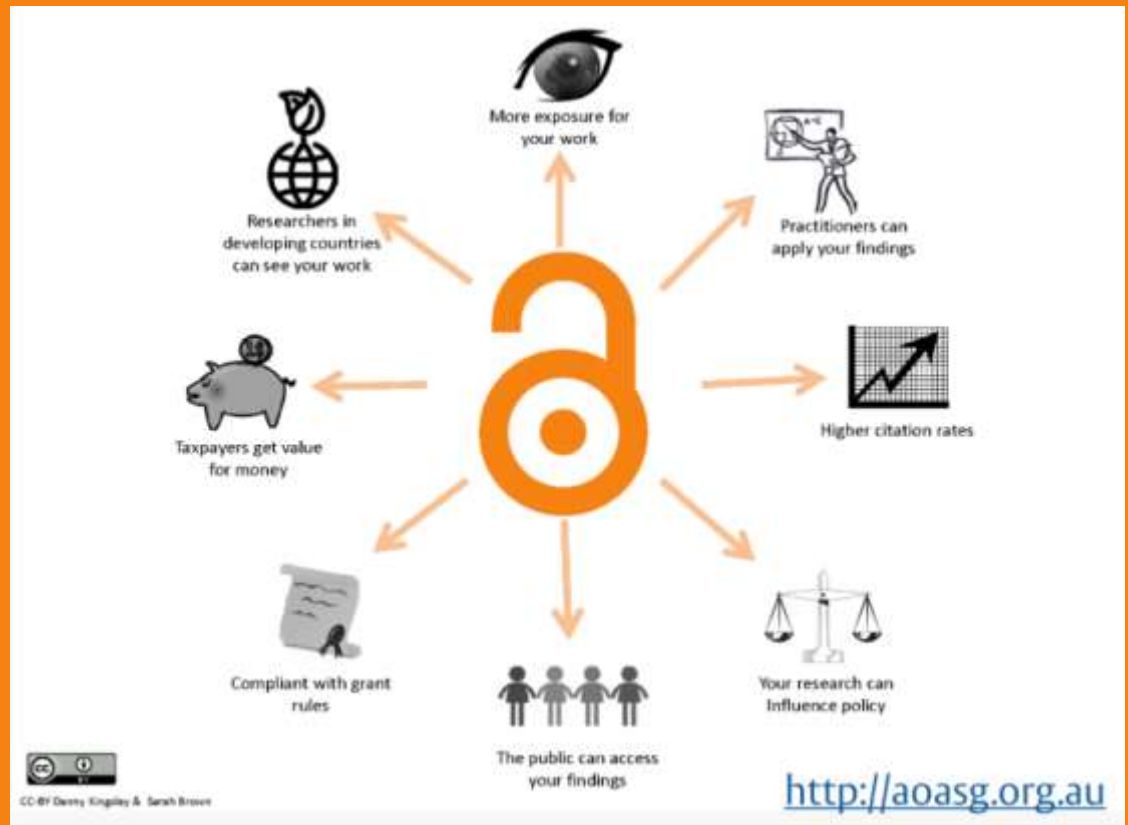 More exposure for
your work
Practitioners can
apply your findings
Higher citation rates
Your research can
Influence policy
The public can access
your findings
Compliant with grant
rules
Taxpayers get value
for money
Researchers in
developing countries
can see your work
cc
BY
CC-BY Danny Kingsley & Sarah Brown
http://aoasg.org.au